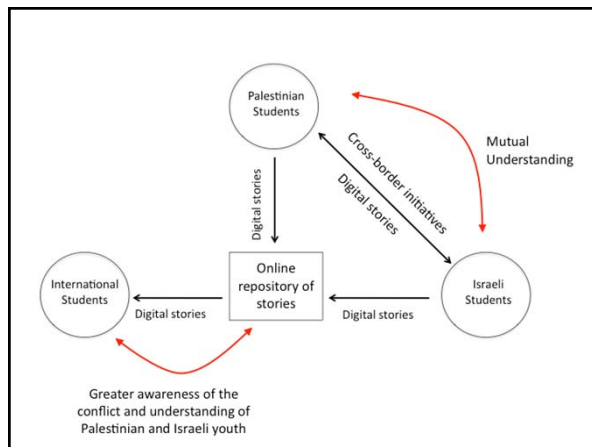 Palestinian
Students
Cross-border initiatives
Digital stories
Mutual
Understanding
Digital stories
International
Students
Online
repository of
stories
Israeli
Students
Digital stories
Digital stories
Greater awareness of the
conflict and understanding of
Palestinian and Israeli youth